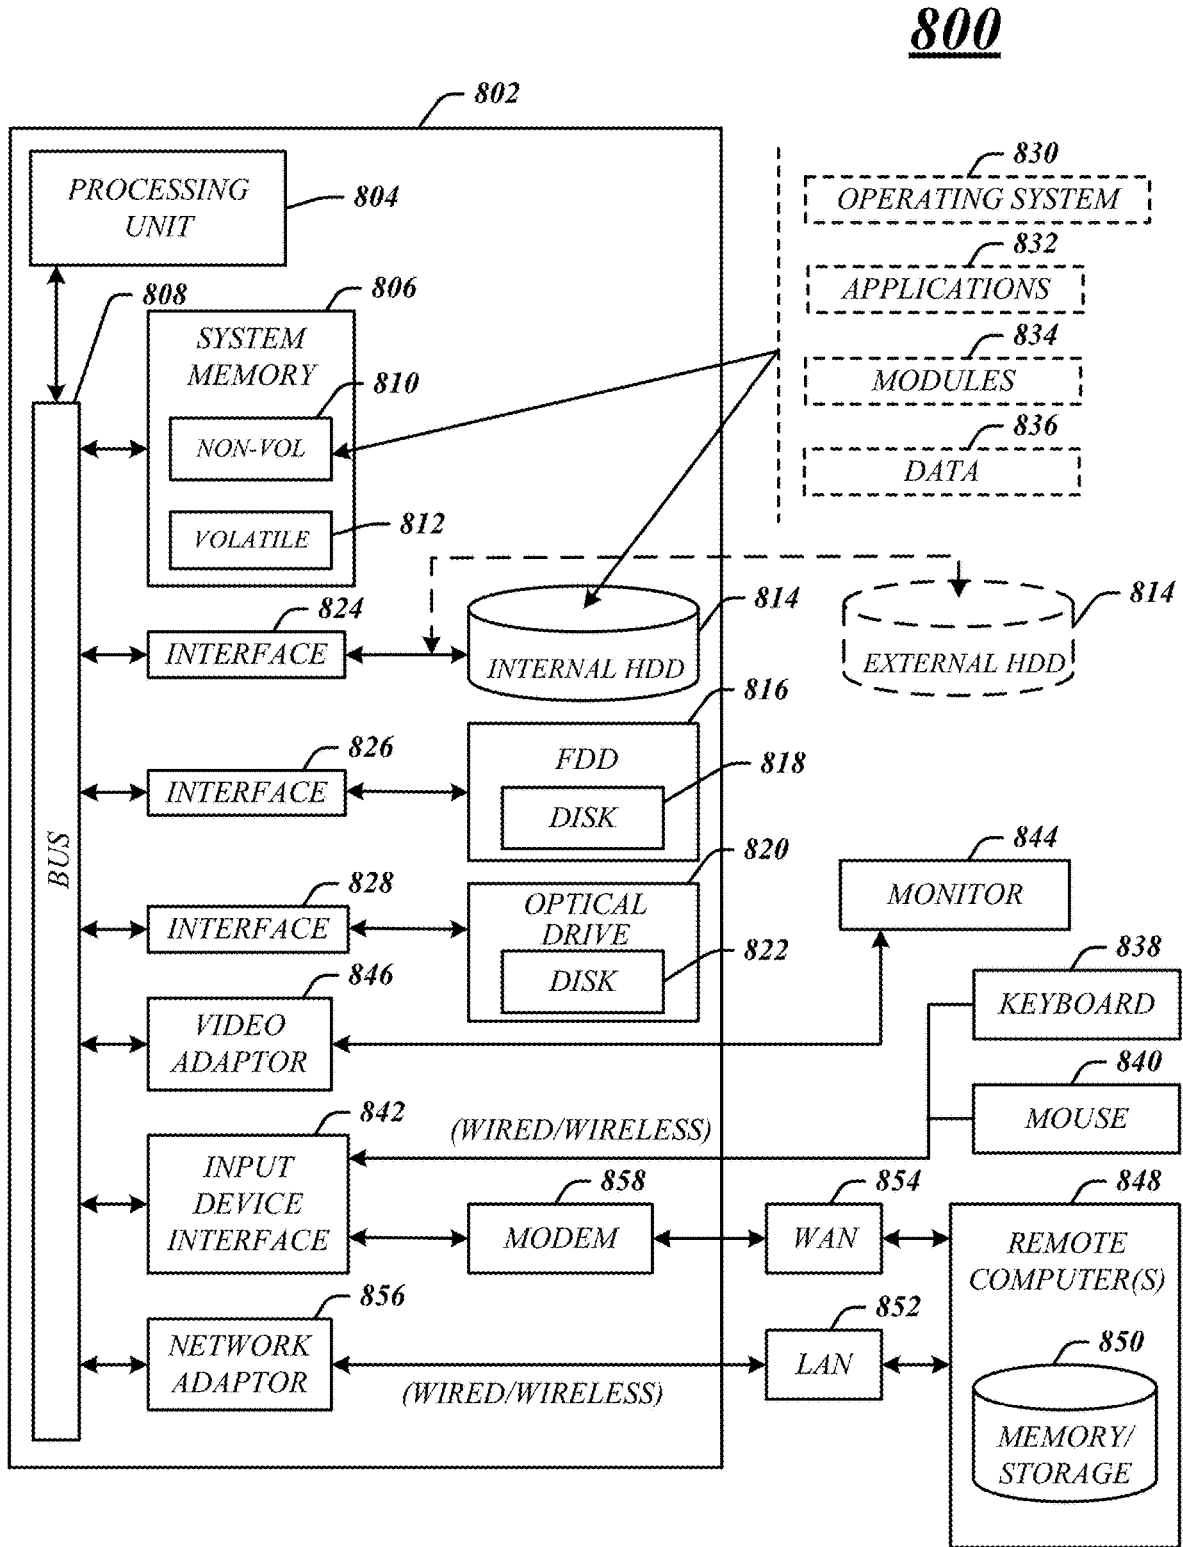 800
802
PROCESSING
UNIT
804
830
OPERATING SYSTEM
808
806
SYSTEM
MEMORY
832
APPLICATIONS
810
NON-VOL
834
MODULES
836
DATA
812
VOLATILE
824
INTERFACE
814
INTERNAL HDD
814
EXTERNAL HDD
816
FDD
826
INTERFACE
818
DISK
BUS
820
OPTICAL
DRIVE
828
INTERFACE
822
DISK
844
MONITOR
846
VIDEO
ADAPTOR
838
KEYBOARD
840
MOUSE
842
INPUT
DEVICE
INTERFACE
(WIRED/WIRELESS)
858
MODEM
854
WAN
848
REMOTE
COMPUTER(S)
856
NETWORK
ADAPTOR
(WIRED/WIRELESS)
852
LAN
850
MEMORY/
STORAGE